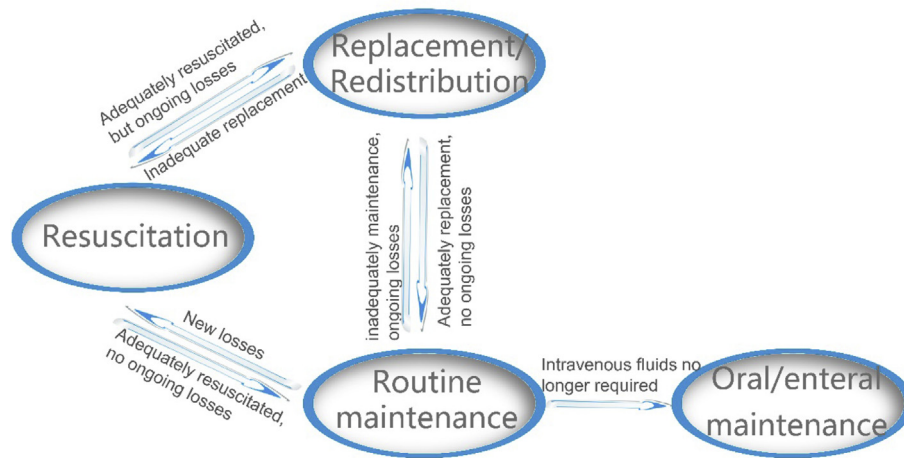 Replacement/
Redistribution
Adequately resuscitated,
but ongoing losses
Inadequate replacement
Resuscitation
inadequately maintenance,
ongoing losses
Adequately replacement,
no ongoing losses
New losses
Adequately resuscitated,
no ongoing losses
Routine
maintenance
Intravenous fluids no
longer required
Oral/enteral
maintenance